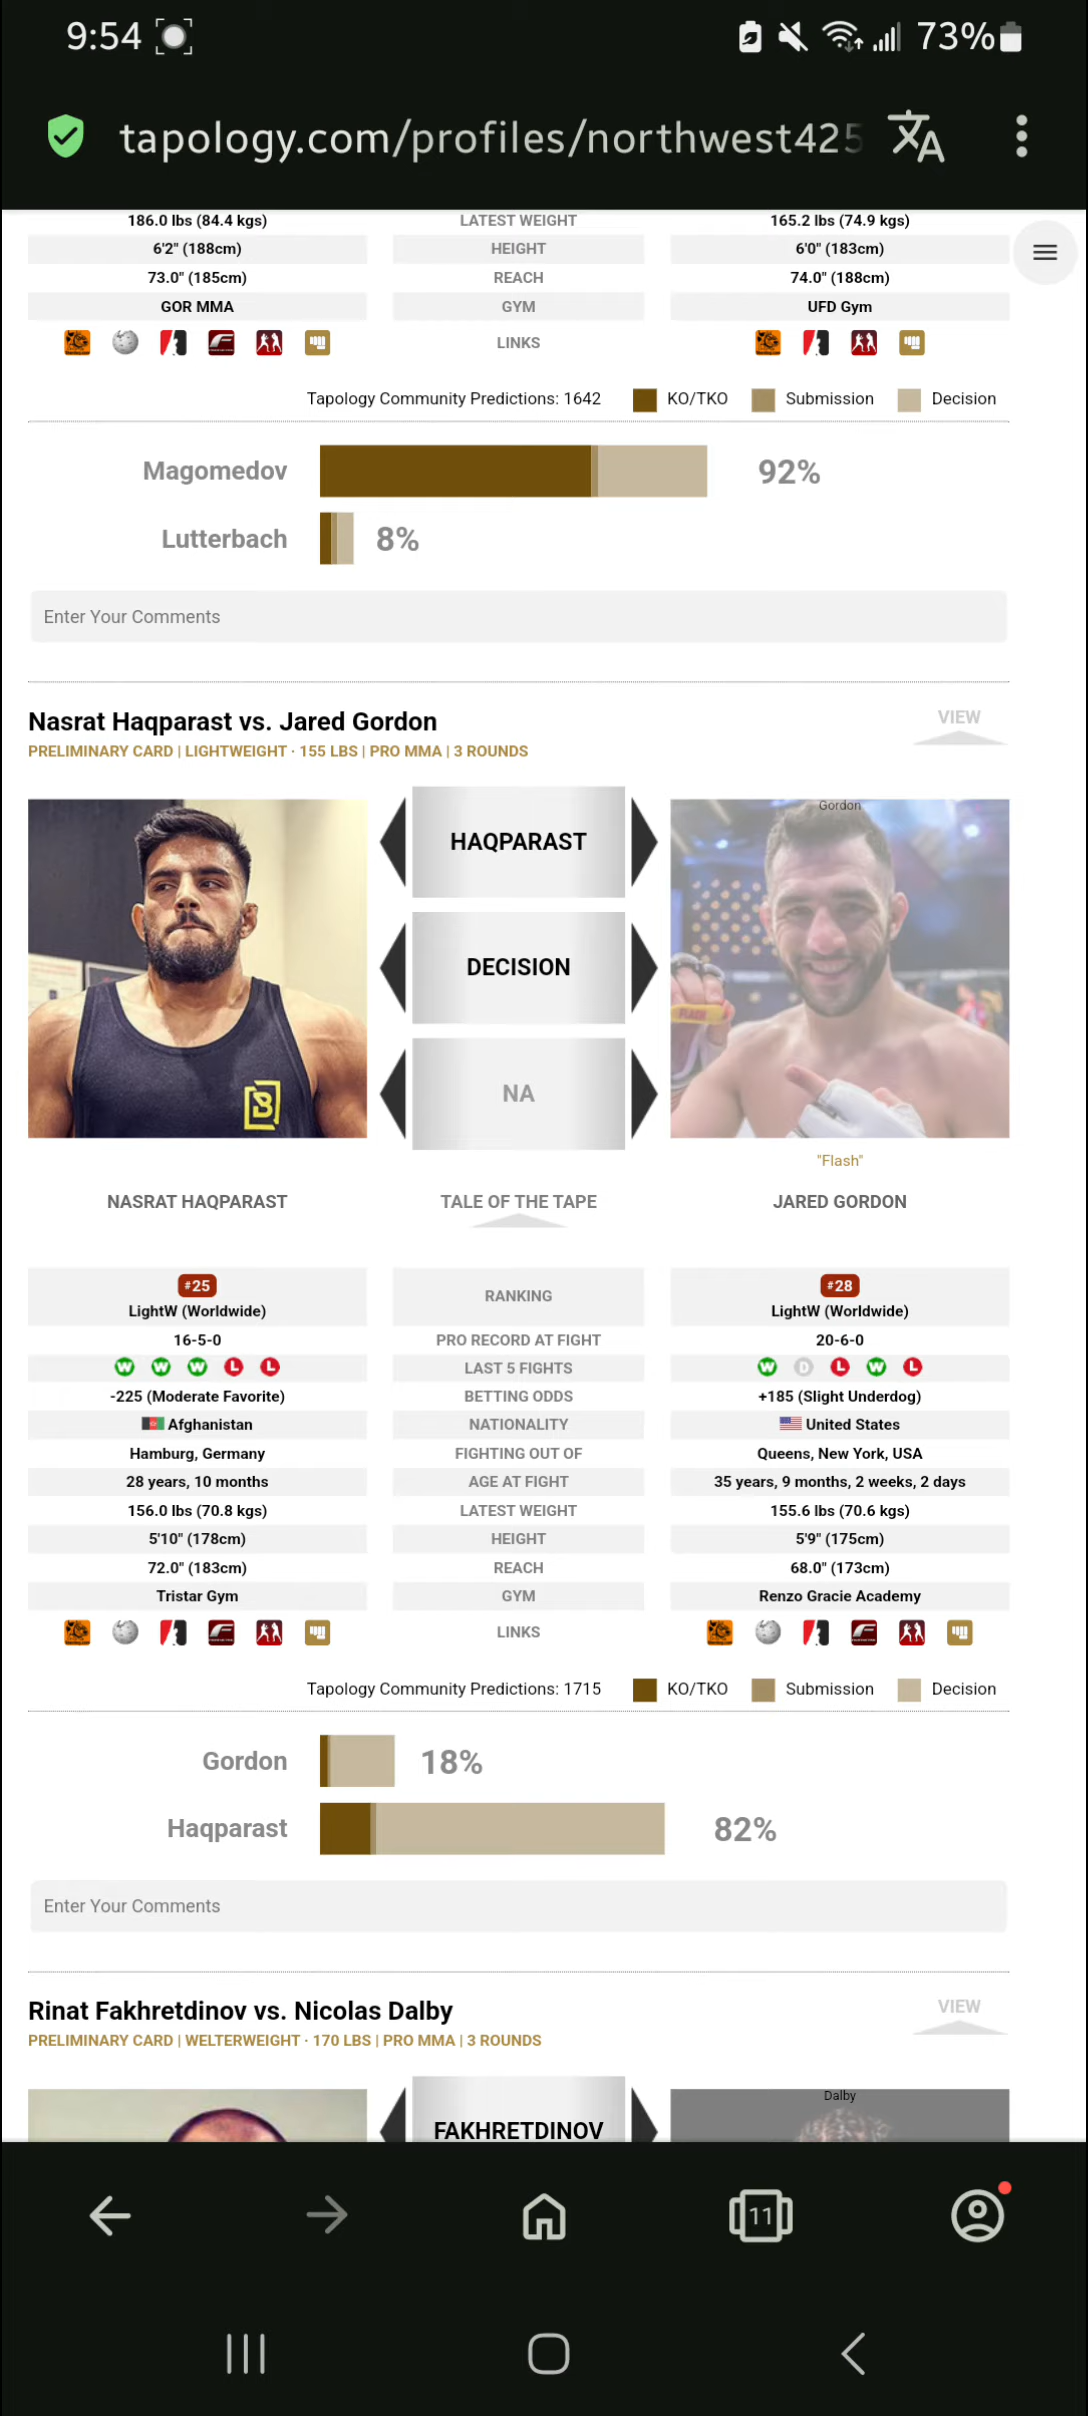 9:54
73%
tapology.com/profiles/northwest425
186.0 lbs (84.4 kgs) LATEST WEIGHT 165.2 lbs (74.9 kgs)
6'2" (188cm) HEIGHT 6'0" (183cm)
73.0" (185cm) REACH 74.0" (188cm)
GOR MMA GYM UFD Gym
LINKS
Tapology Community Predictions: 1642 KO/TKO Submission Decision
Magomedov 92%
Lutterbach 8%
Enter Your Comments
Nasrat Haqparast vs. Jared Gordon VIEW
PRELIMINARY CARD | LIGHTWEIGHT · 155 LBS | PRO MMA | 3 ROUNDS
Gordon
HAQPARAST
DECISION
FLASH
NA
"Flash"
NASRAT HAQPARAST TALE OF THE TAPE JARED GORDON
#25 RANKING #28
LightW (Worldwide) LightW (Worldwide)
16-5-0 PRO RECORD AT FIGHT 20-6-0
W W W L L LAST 5 FIGHTS W D L W L
-225 (Moderate Favorite) BETTING ODDS +185 (Slight Underdog)
Afghanistan NATIONALITY United States
Hamburg, Germany FIGHTING OUT OF Queens, New York, USA
28 years, 10 months AGE AT FIGHT 35 years, 9 months, 2 weeks, 2 days
156.0 lbs (70.8 kgs) LATEST WEIGHT 155.6 lbs (70.6 kgs)
5'10" (178cm) HEIGHT 5'9" (175cm)
72.0" (183cm) REACH 68.0" (173cm)
Tristar Gym GYM Renzo Gracie Academy
LINKS
Tapology Community Predictions: 1715 KO/TKO Submission Decision
Gordon 18%
Haqparast 82%
Enter Your Comments
Rinat Fakhretdinov vs. Nicolas Dalby VIEW
PRELIMINARY CARD | WELTERWEIGHT · 170 LBS | PRO MMA | 3 ROUNDS
Dalby
FAKHRETDINOV
11